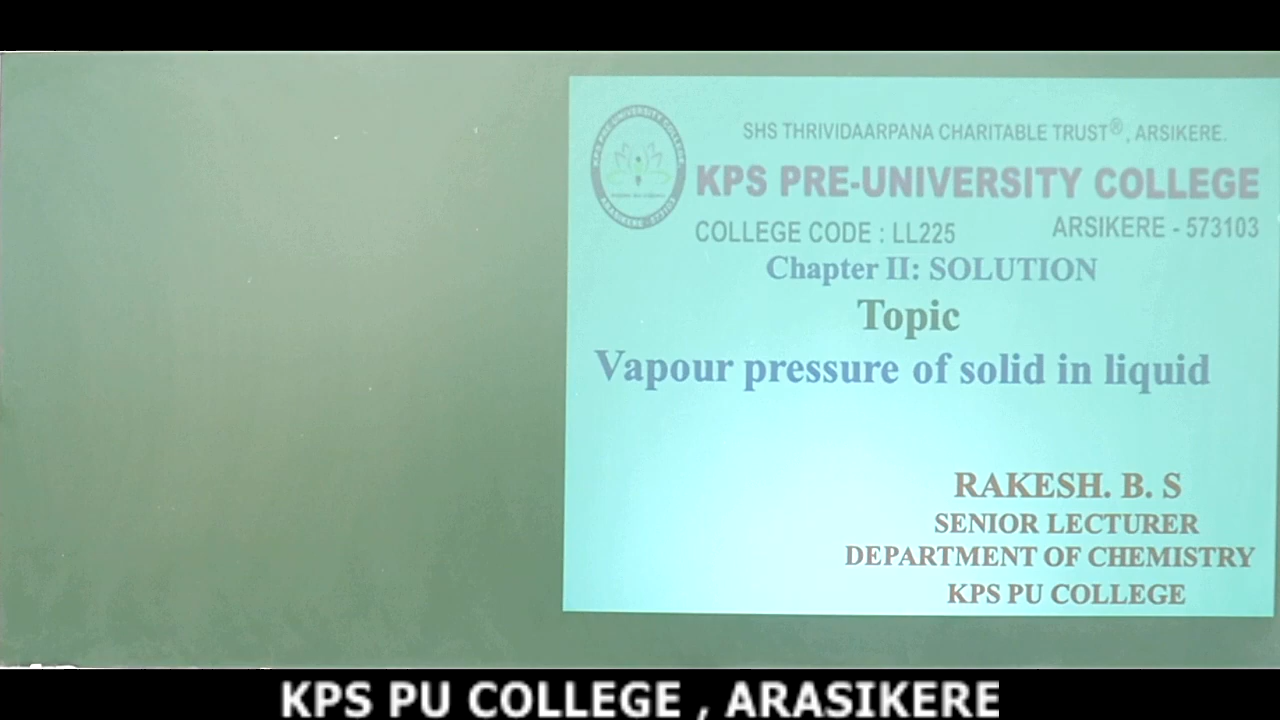 SHS THRIVIDAARPANA CHARITABLE TRUST®, ARSIKERE.
KPS PRE-UNIVERSITY COLLEGE
COLLEGE CODE : LL225 ARSIKERE - 573103
Chapter II: SOLUTION
Topic
Vapour pressure of solid in liquid
RAKESH. B. S
SENIOR LECTURER
DEPARTMENT OF CHEMISTRY
KPS PU COLLEGE
KPS PU COLLEGE , ARASIKERE